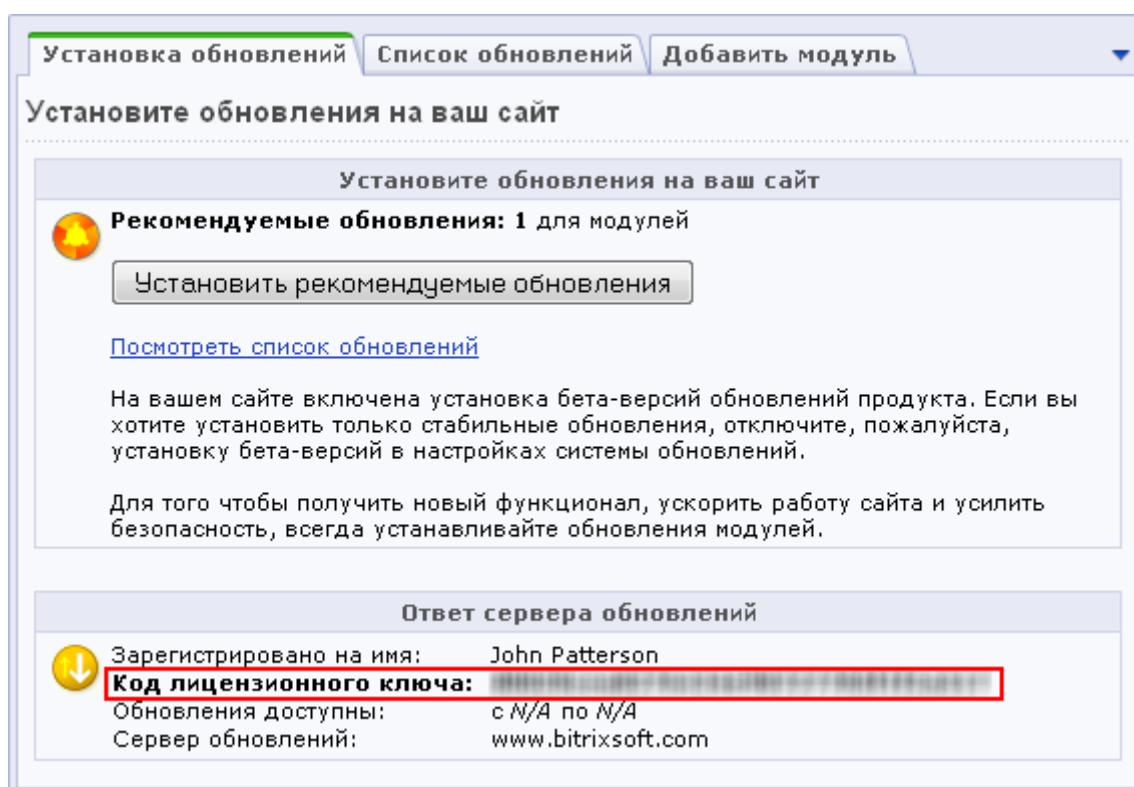 Установка обновлений Список обновлений Добавить модуль
Установите обновления на ваш сайт
Установите обновления на ваш сайт
Рекомендуемые обновления: 1 для модулей
Установить рекомендуемые обновления
Посмотреть список обновлений
На вашем сайте включена установка бета-версий обновлений продукта. Если вы
хотите установить только стабильные обновления, отключите, пожалуйста,
установку бета-версий в настройках системы обновлений.
Для того чтобы получить новый функционал, ускорить работу сайта и усилить
безопасность, всегда устанавливайте обновления модулей.
Ответ сервера обновлений
Зарегистрировано на имя: John Patterson
Код лицензионного ключа:
Обновления доступны: с N/A по N/A
Сервер обновлений: www.bitrixsoft.com